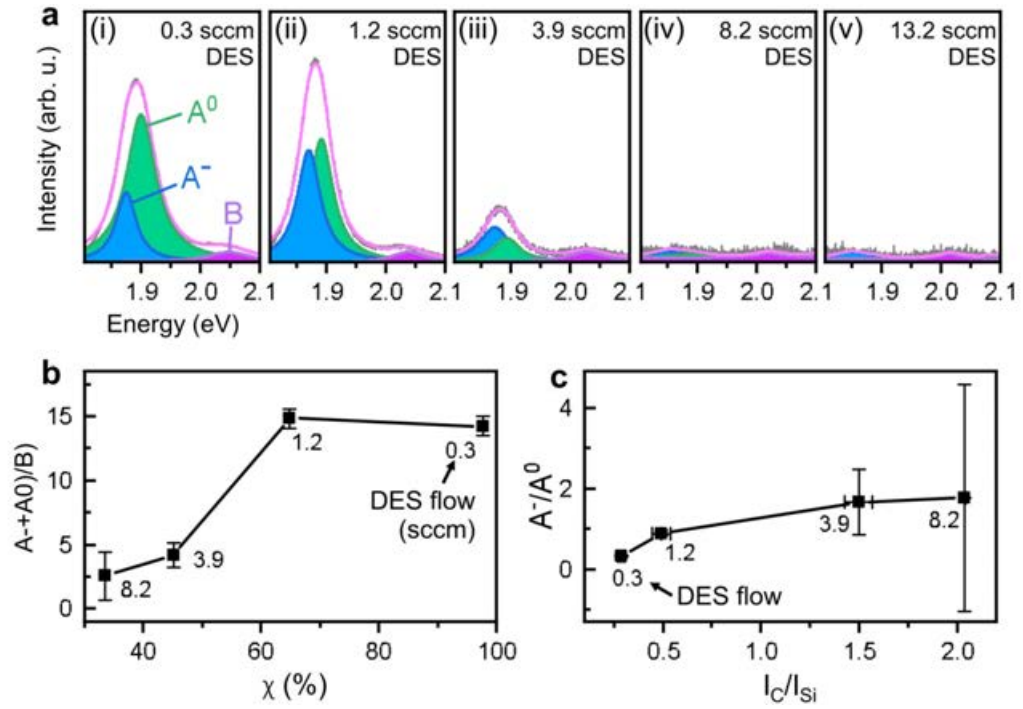 a
(i) 0.3 sccm DES
(ii) 1.2 sccm DES
(iii) 3.9 sccm DES
(iv) 8.2 sccm DES
(v) 13.2 sccm DES
Intensity (arb. u.)
A⁰
A⁻
B
1.9 2.0 2.1
1.9 2.0 2.1
1.9 2.0 2.1
1.9 2.0 2.1
1.9 2.0 2.1
Energy (eV)
b
A-+A0)/B)
15
10
5
0
8.2
3.9
1.2
0.3
DES flow
(sccm)
40 60 80 100
χ (%)
c
A⁻/A⁰
4
2
0
0.3
1.2
3.9
8.2
DES flow
0.5 1.0 1.5 2.0
I_C/I_Si